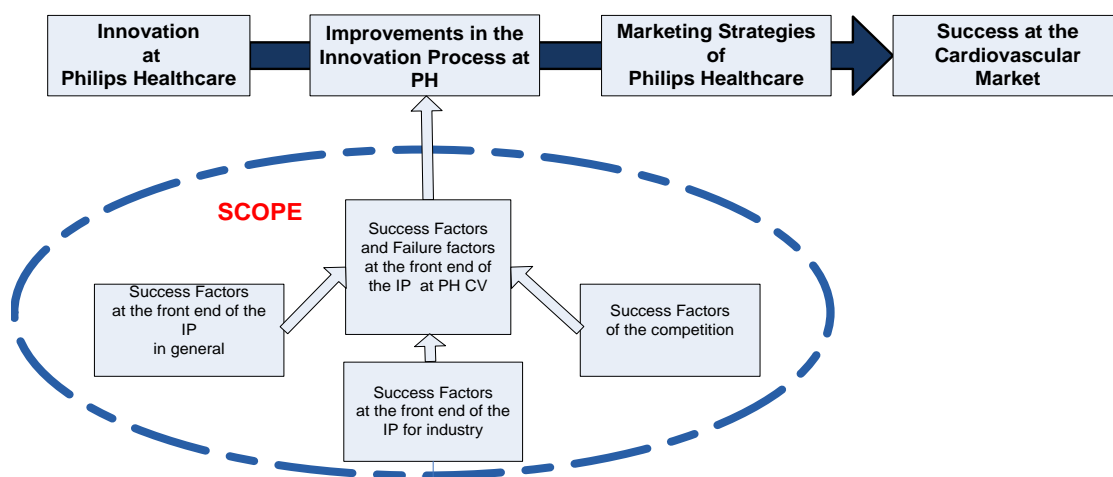 Innovation
at
Philips Healthcare
Improvements in the
Innovation Process at
PH
Marketing Strategies
of
Philips Healthcare
Success at the
Cardiovascular
Market
SCOPE
Success Factors
and Failure factors
at the front end of
the IP at PH CV
Success Factors
at the front end of the
IP
in general
Success Factors
of the competition
Success Factors
at the front end of the
IP for industry